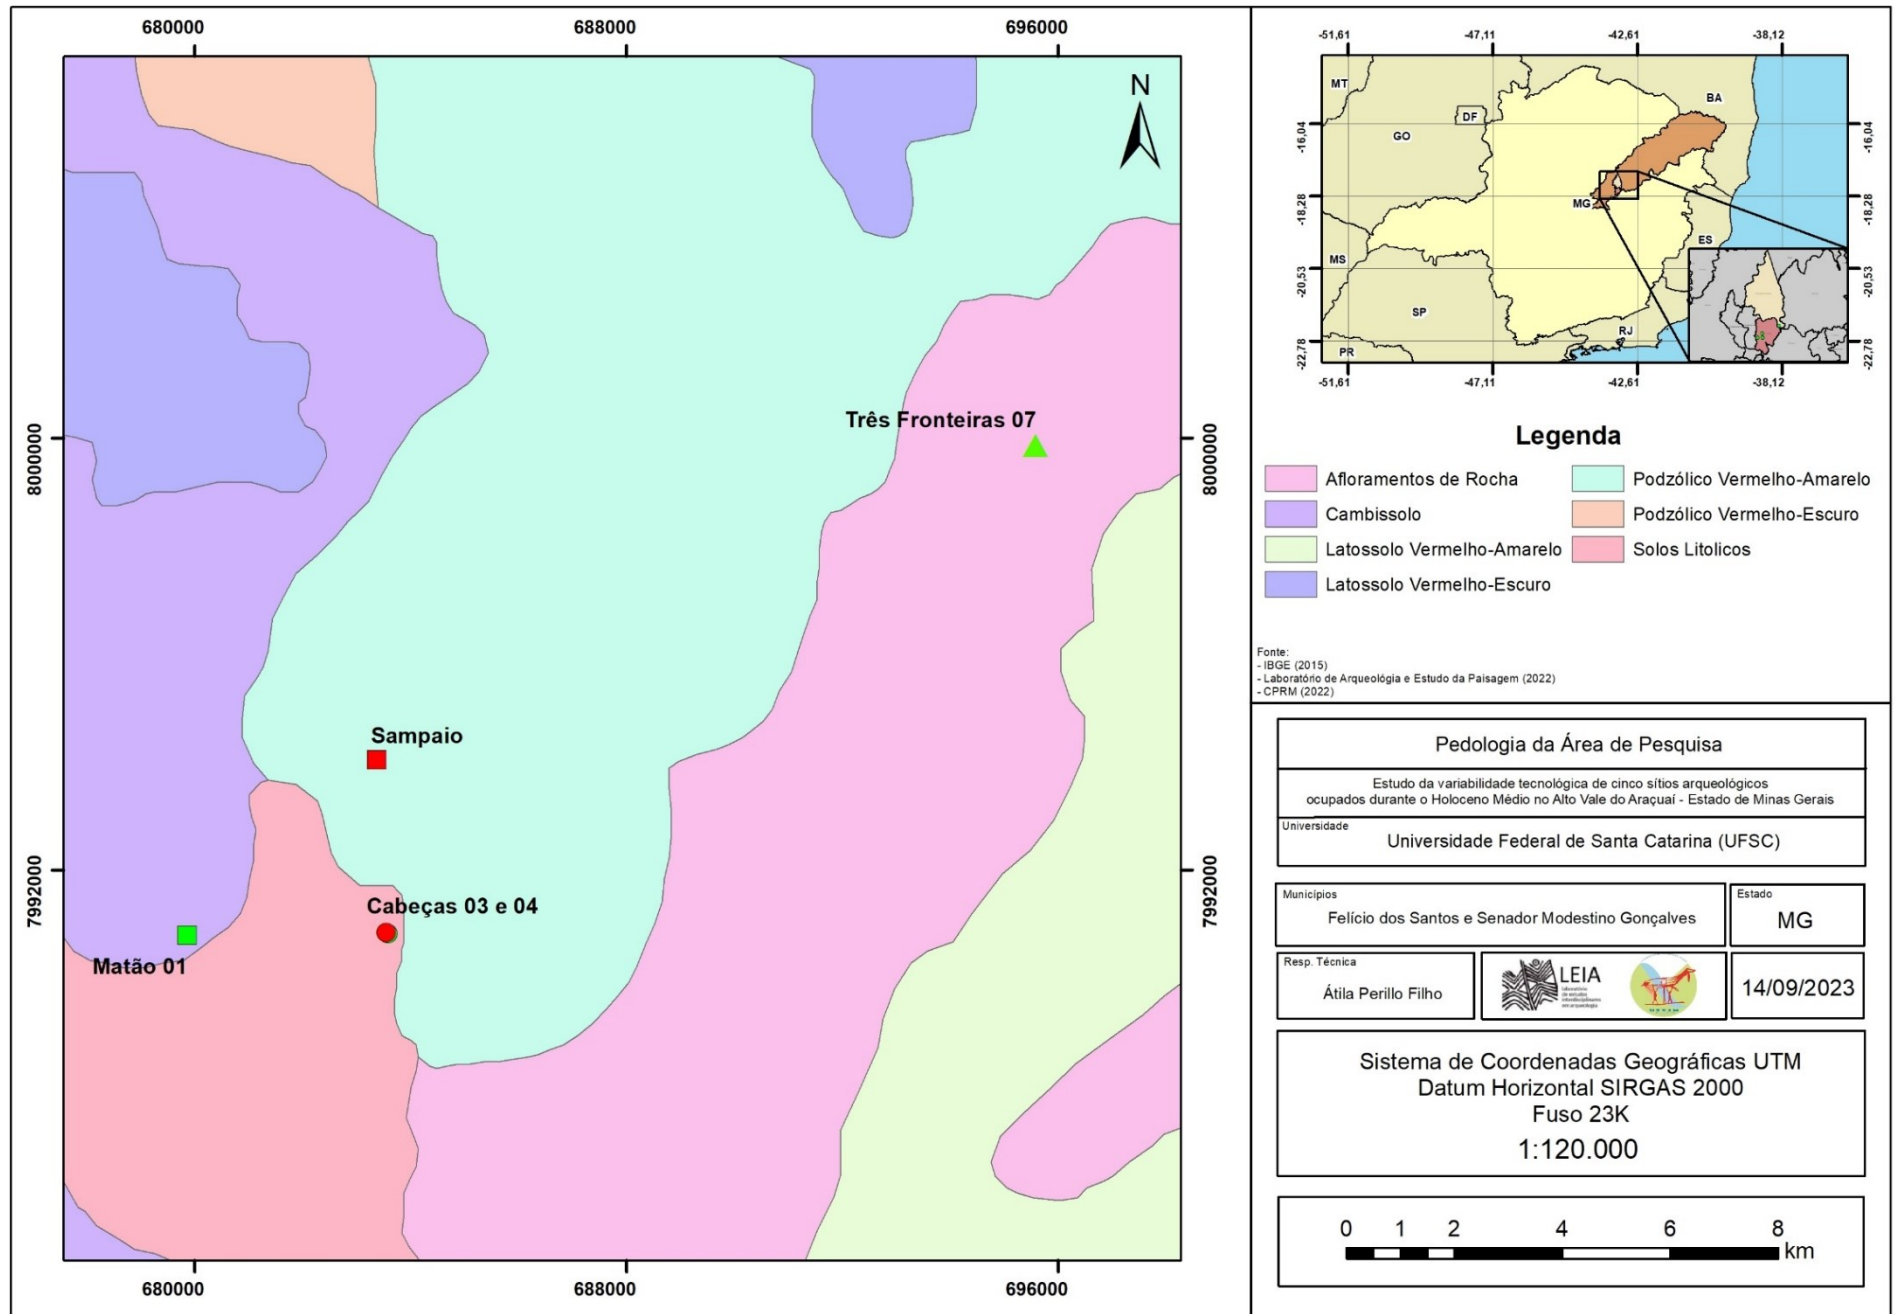 680000
688000
696000
N
Três Fronteiras 07
8000000
8000000
Sampaio
7992000
7992000
Cabeças 03 e 04
Matão 01
680000
688000
696000
-51,61
-47,11
-42,61
-38,12
MT
BA
DF
GO
-16,04
-16,04
-18,28
-18,28
MG
ES
MS
-20,53
-20,53
SP
RJ
PR
-22,78
-22,78
-51,61
-47,11
-42,61
-38,12
Legenda
Afloramentos de Rocha
Cambissolo
Latossolo Vermelho-Amarelo
Latossolo Vermelho-Escuro
Podzólico Vermelho-Amarelo
Podzólico Vermelho-Escuro
Solos Litolicos
Fonte:
- IBGE (2015)
- Laboratório de Arqueológia e Estudo da Paisagem (2022)
- CPRM (2022)
Pedologia da Área de Pesquisa
Estudo da variabilidade tecnológica de cinco sítios arqueológicos
ocupados durante o Holoceno Médio no Alto Vale do Araçuaí - Estado de Minas Gerais
Universidade
Universidade Federal de Santa Catarina (UFSC)
Municípios
Felício dos Santos e Senador Modestino Gonçalves
Estado
MG
Resp. Técnica
Átila Perillo Filho
LEIA
laboratório
de estudos
interdisciplinares
em arqueologia
14/09/2023
Sistema de Coordenadas Geográficas UTM
Datum Horizontal SIRGAS 2000
Fuso 23K
1:120.000
0 1 2 4 6 8
km